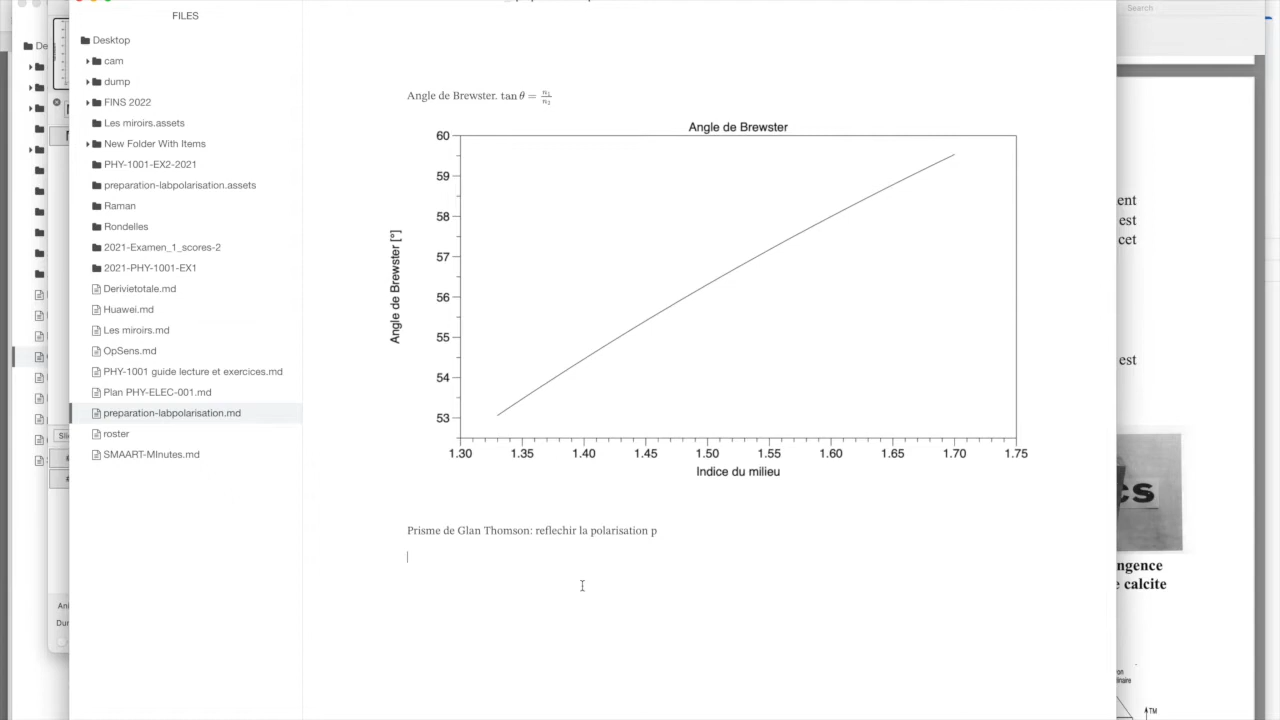 Search
FILES
De
Desktop
cam
dump
FINS 2022
Les miroirs.assets
New Folder With Items
PHY-1001-EX2-2021
preparation-labpolarisation.assets
Raman
Rondelles
2021-Examen_1_scores-2
2021-PHY-1001-EX1
Derivietotale.md
Huawei.md
Les miroirs.md
OpSens.md
PHY-1001 guide lecture et exercices.md
Plan PHY-ELEC-001.md
preparation-labpolarisation.md
roster
SMAART-MInutes.md
Angle de Brewster. tan θ = n₁/n₂
Angle de Brewster
60
59
58
57
56
55
54
53
Angle de Brewster [°]
1.30 1.35 1.40 1.45 1.50 1.55 1.60 1.65 1.70 1.75
Indice du milieu
Prisme de Glan Thomson: reflechir la polarisation p
ent
est
cet
est
cs
ngence
e calcite
TM